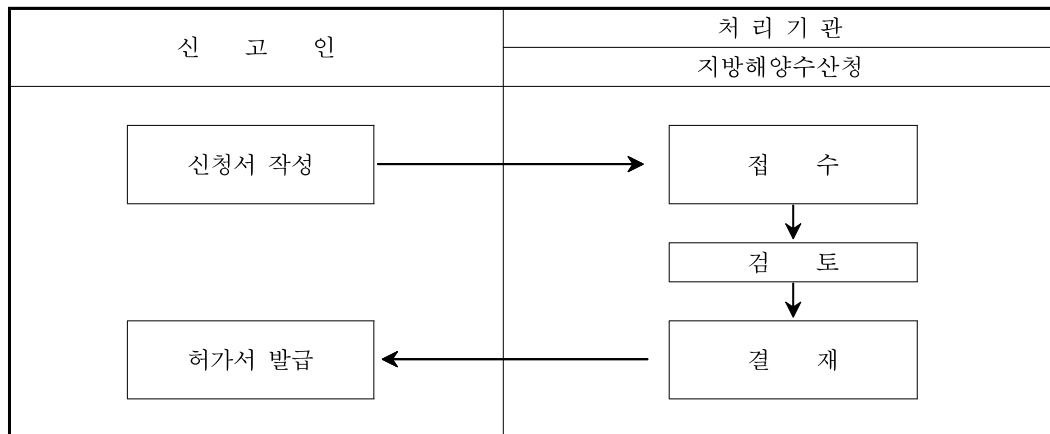 신 고 인
처 리 기 관
지방해양수산청
신청서 작성
접 수
검 토
허가서 발급
결 재